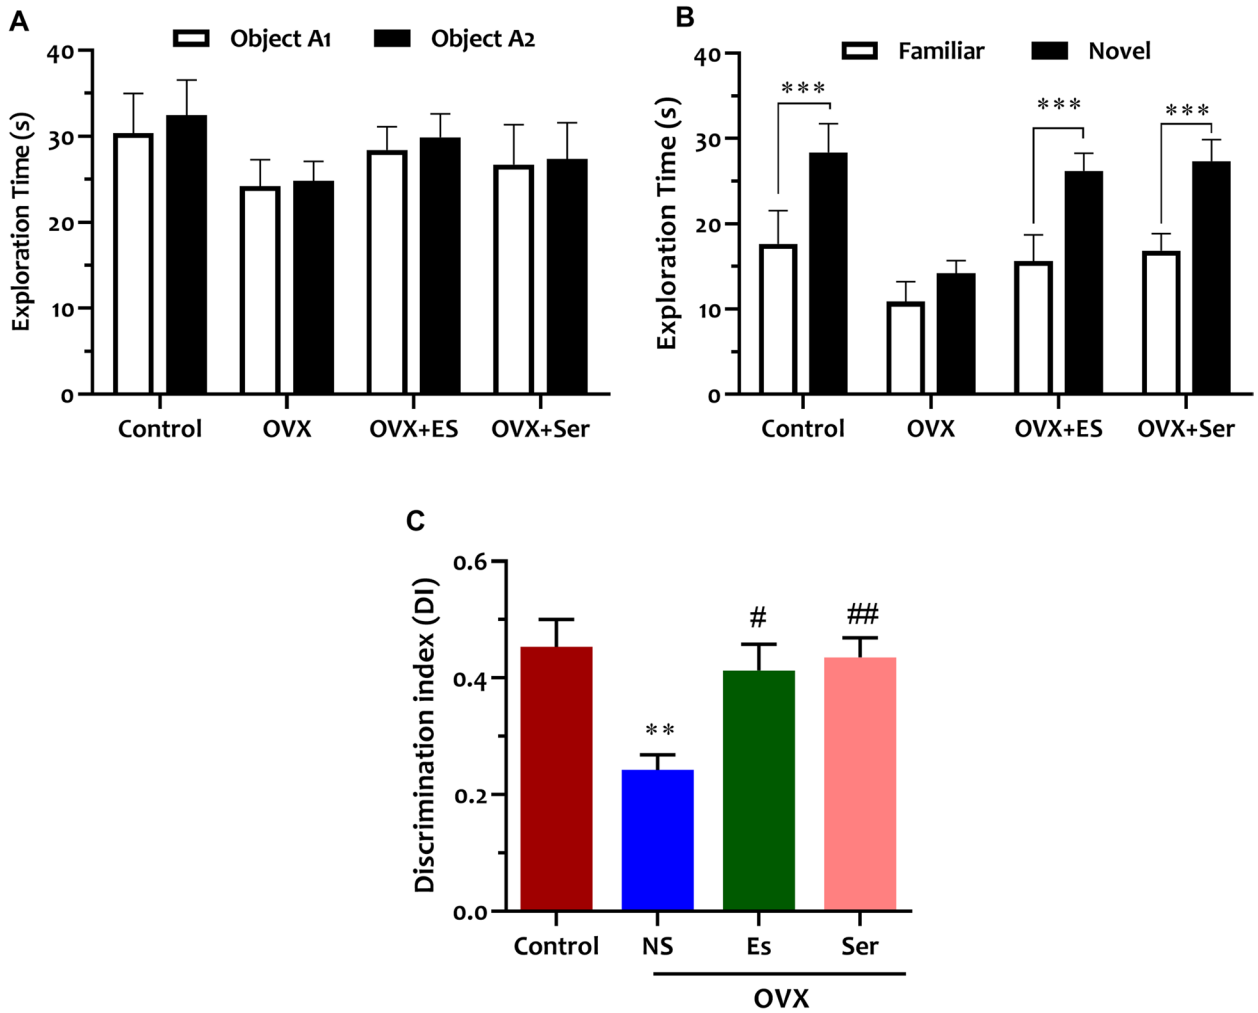 A
Object A1 Object A2
Exploration Time (s)
40
30
20
10
0
Control OVX OVX+ES OVX+Ser
B
Familiar Novel
Exploration Time (s)
40
30
20
10
0
*** *** ***
Control OVX OVX+ES OVX+Ser
C
Discrimination index (DI)
0.6
0.4
0.2
0.0
** # ##
Control NS Es Ser
OVX